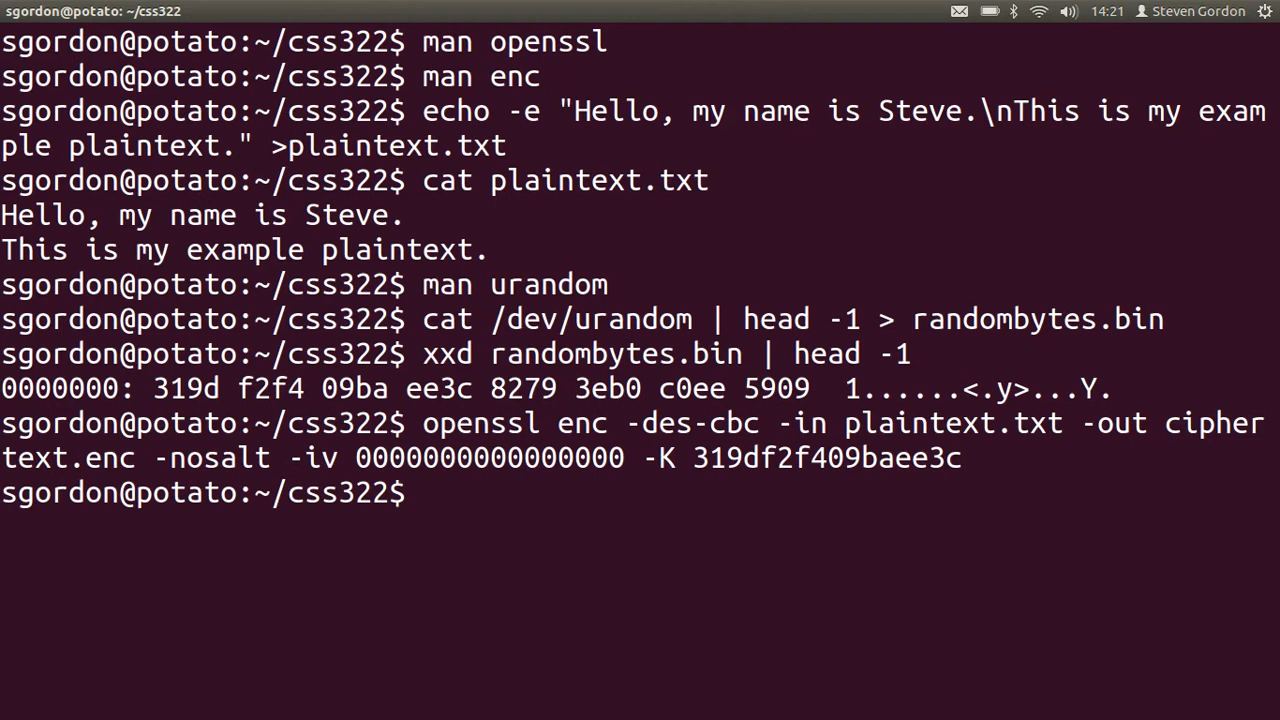 sgordon@potato: ~/css322 14:21 Steven Gordon
sgordon@potato:~/css322$ man openssl
sgordon@potato:~/css322$ man enc
sgordon@potato:~/css322$ echo -e "Hello, my name is Steve.\nThis is my exam
ple plaintext." >plaintext.txt
sgordon@potato:~/css322$ cat plaintext.txt
Hello, my name is Steve.
This is my example plaintext.
sgordon@potato:~/css322$ man urandom
sgordon@potato:~/css322$ cat /dev/urandom | head -1 > randombytes.bin
sgordon@potato:~/css322$ xxd randombytes.bin | head -1
0000000: 319d f2f4 09ba ee3c 8279 3eb0 c0ee 5909  1......<.y>...Y.
sgordon@potato:~/css322$ openssl enc -des-cbc -in plaintext.txt -out cipher
text.enc -nosalt -iv 0000000000000000 -K 319df2f409baee3c
sgordon@potato:~/css322$